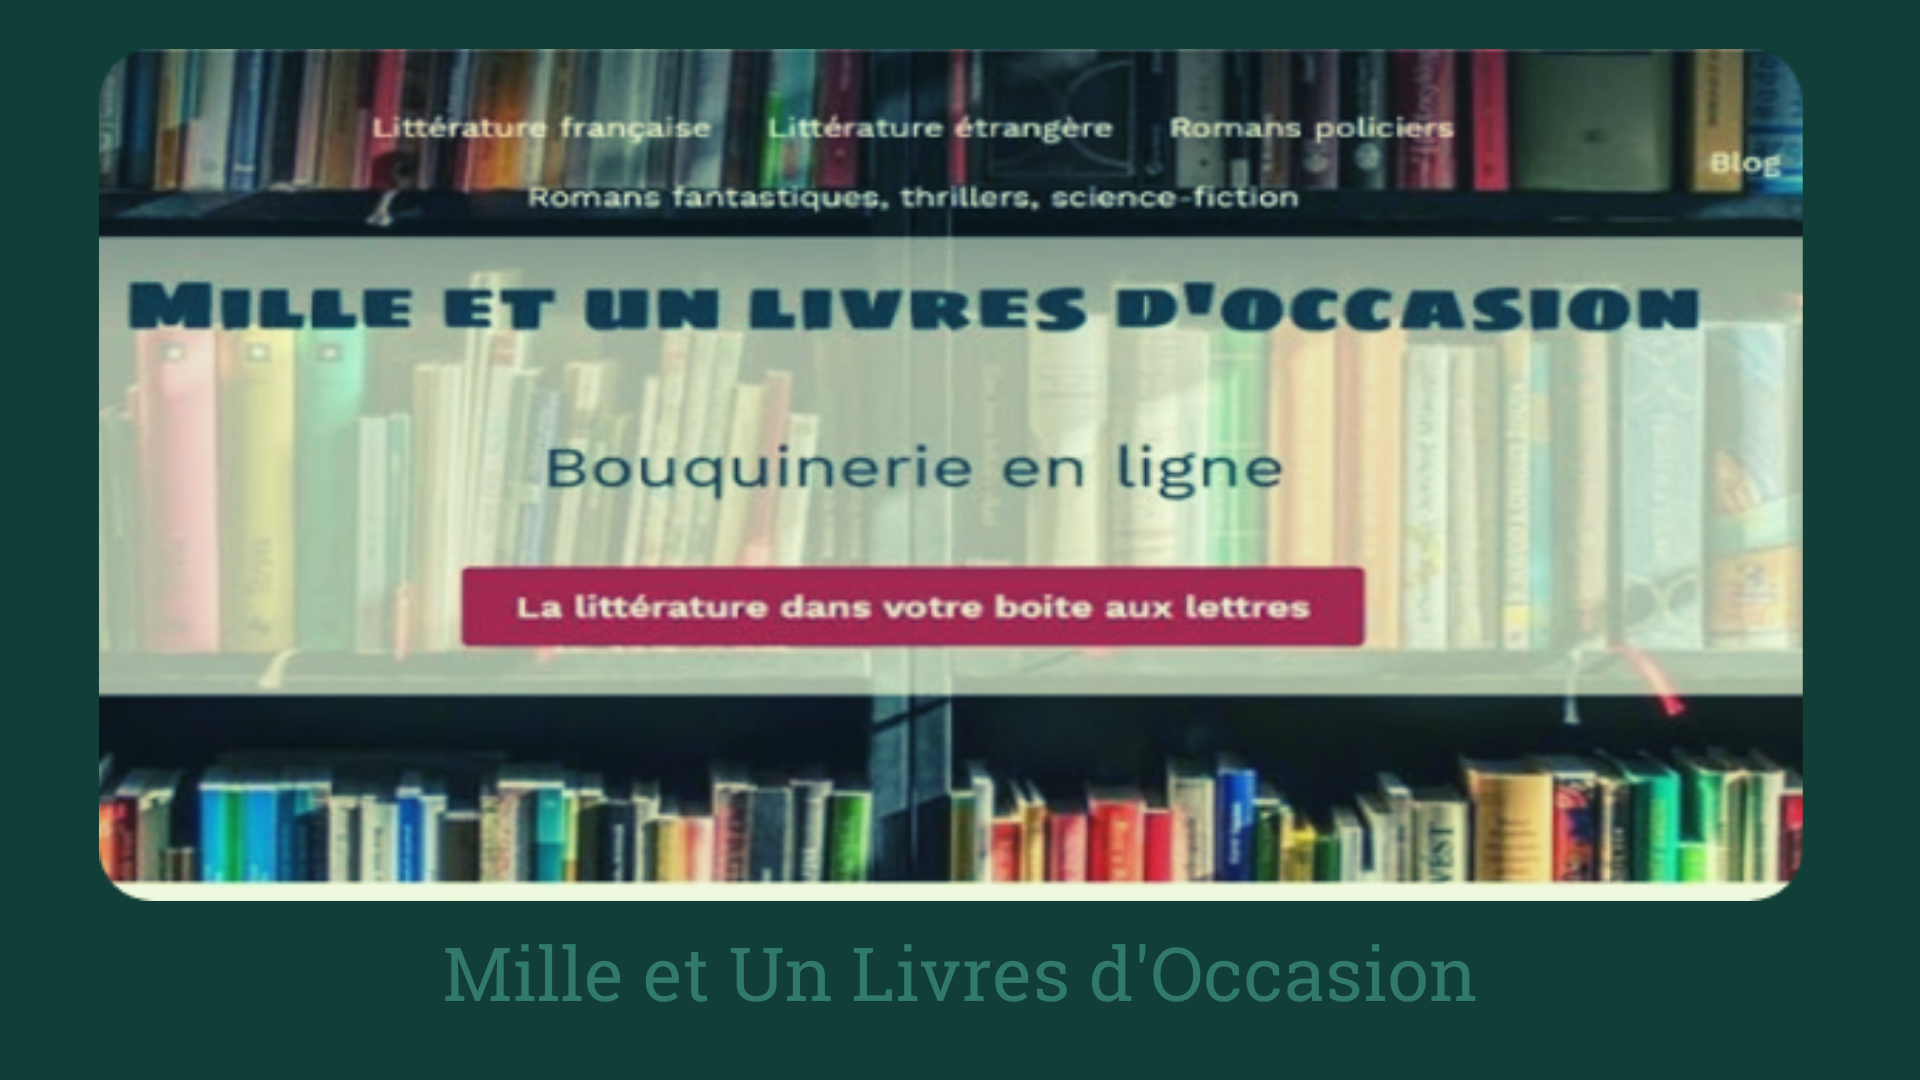 Littérature française Littérature étrangère Romans policiers
Blog
Romans fantastiques, thrillers, science-fiction
Mille et un livres d'occasion
Bouquinerie en ligne
La littérature dans votre boite aux lettres
Mille et Un Livres d'Occasion